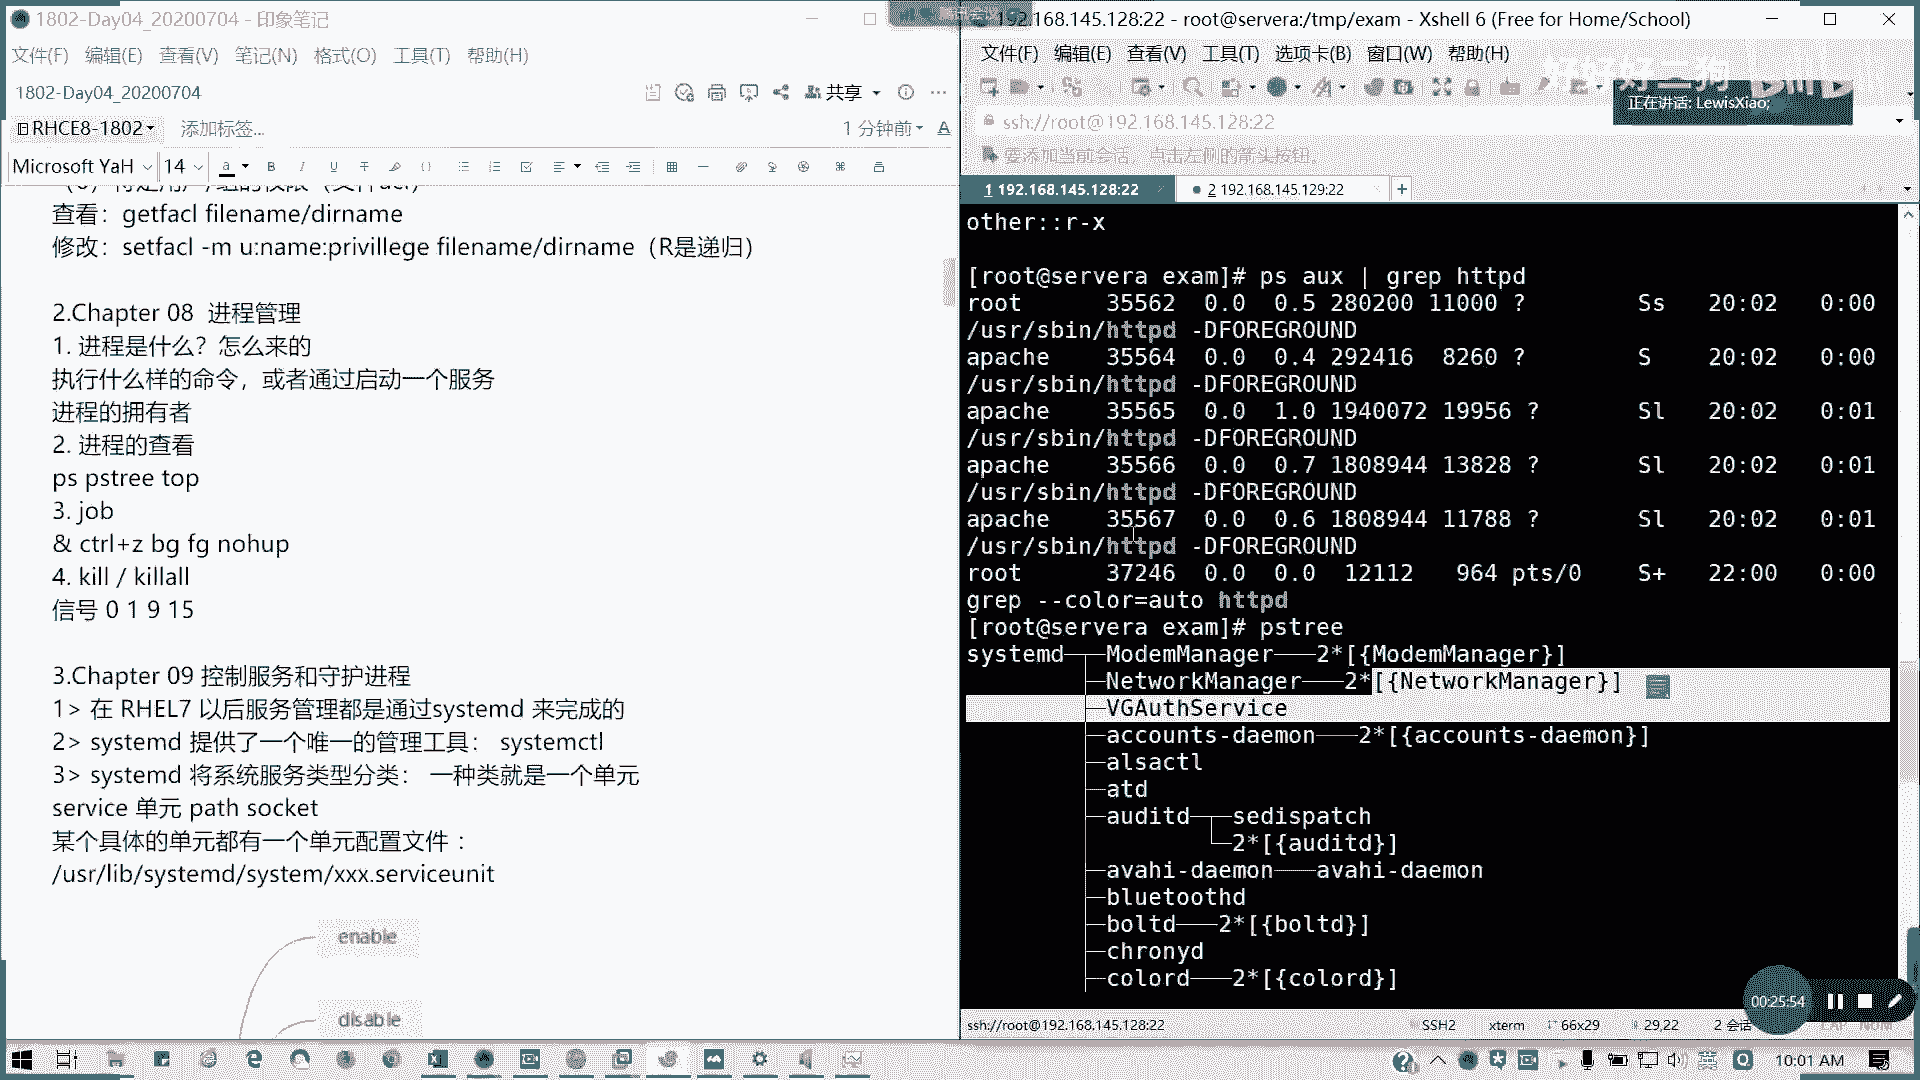 1802-Day04_20200704 - 印象笔记
文件(F) 编辑(E) 查看(V) 笔记(N) 格式(O) 工具(T) 帮助(H)
1802-Day04_20200704
共享
RHCE8-1802 添加标签...
1 分钟前
Microsoft YaH 14
查看：getfacl filename/dirname
修改：setfacl -m u:name:privillege filename/dirname（R是递归）
2.Chapter 08 进程管理
1. 进程是什么？怎么来的
执行什么样的命令，或者通过启动一个服务
进程的拥有者
2. 进程的查看
ps pstree top
3. job
& ctrl+z bg fg nohup
4. kill / killall
信号 0 1 9 15
3.Chapter 09 控制服务和守护进程
1> 在 RHEL7 以后服务管理都是通过systemd 来完成的
2> systemd 提供了一个唯一的管理工具： systemctl
3> systemd 将系统服务类型分类： 一种类就是一个单元
service 单元 path socket
某个具体的单元都有一个单元配置文件：
/usr/lib/systemd/system/xxx.serviceunit
enable
disable
192.168.145.128:22 - root@servera:/tmp/exam - Xshell 6 (Free for Home/School)
文件(F) 编辑(E) 查看(V) 工具(T) 选项卡(B) 窗口(W) 帮助(H)
正在讲话: LewisXiao;
ssh://root@192.168.145.128:22
要添加当前会话，点击左侧的箭头按钮。
1 192.168.145.128:22
2 192.168.145.129:22
other::r-x
[root@servera exam]# ps aux | grep httpd
root 35562 0.0 0.5 280200 11000 ? Ss 20:02 0:00
/usr/sbin/httpd -DFOREGROUND
apache 35564 0.0 0.4 292416 8260 ? S 20:02 0:00
/usr/sbin/httpd -DFOREGROUND
apache 35565 0.0 1.0 1940072 19956 ? Sl 20:02 0:01
/usr/sbin/httpd -DFOREGROUND
apache 35566 0.0 0.7 1808944 13828 ? Sl 20:02 0:01
/usr/sbin/httpd -DFOREGROUND
apache 35567 0.0 0.6 1808944 11788 ? Sl 20:02 0:01
/usr/sbin/httpd -DFOREGROUND
root 37246 0.0 0.0 12112 964 pts/0 S+ 22:00 0:00
grep --color=auto httpd
[root@servera exam]# pstree
systemd─┬─ModemManager───2*[{ModemManager}]
├─NetworkManager───2*[{NetworkManager}]
├─VGAuthService
├─accounts-daemon───2*[{accounts-daemon}]
├─alsactl
├─atd
├─auditd─┬─sedispatch
└─2*[{auditd}]
├─avahi-daemon───avahi-daemon
├─bluetoothd
├─boltd───2*[{boltd}]
├─chronyd
├─colord───2*[{colord}]
00:25:54
ssh://root@192.168.145.128:22 SSH2 xterm 66x29 29,22 2 会话
10:01 AM